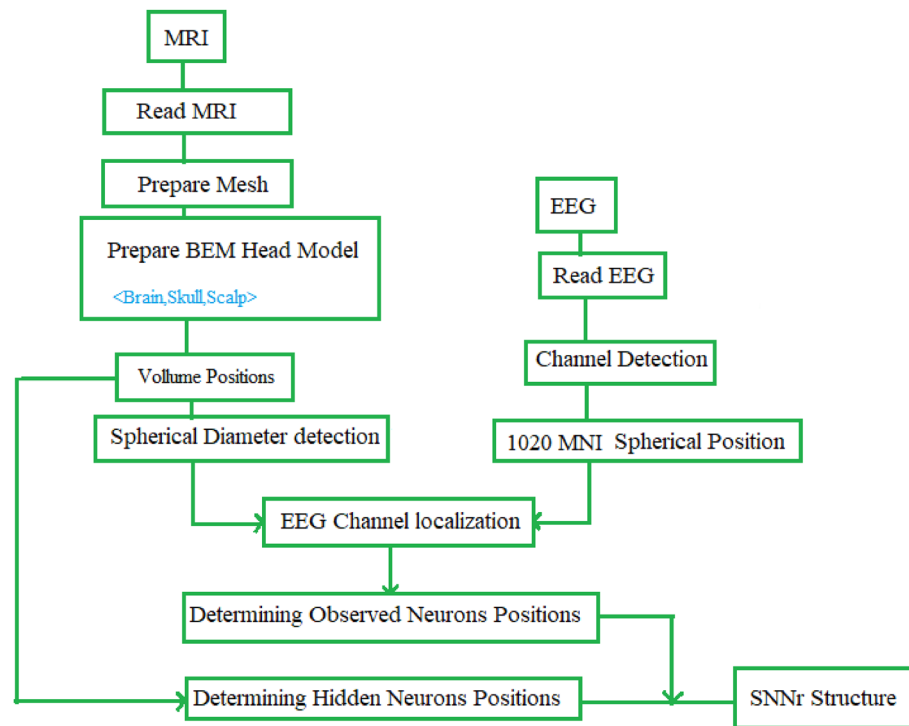 MRI
Read MRI
Prepare Mesh
Prepare BEM Head Model
<Brain,Skull,Scalp>
Vollume Positions
Spherical Diameter detection
EEG
Read EEG
Channel Detection
1020 MNI Spherical Position
EEG Channel localization
Determining Observed Neurons Positions
Determining Hidden Neurons Positions
SNNr Structure